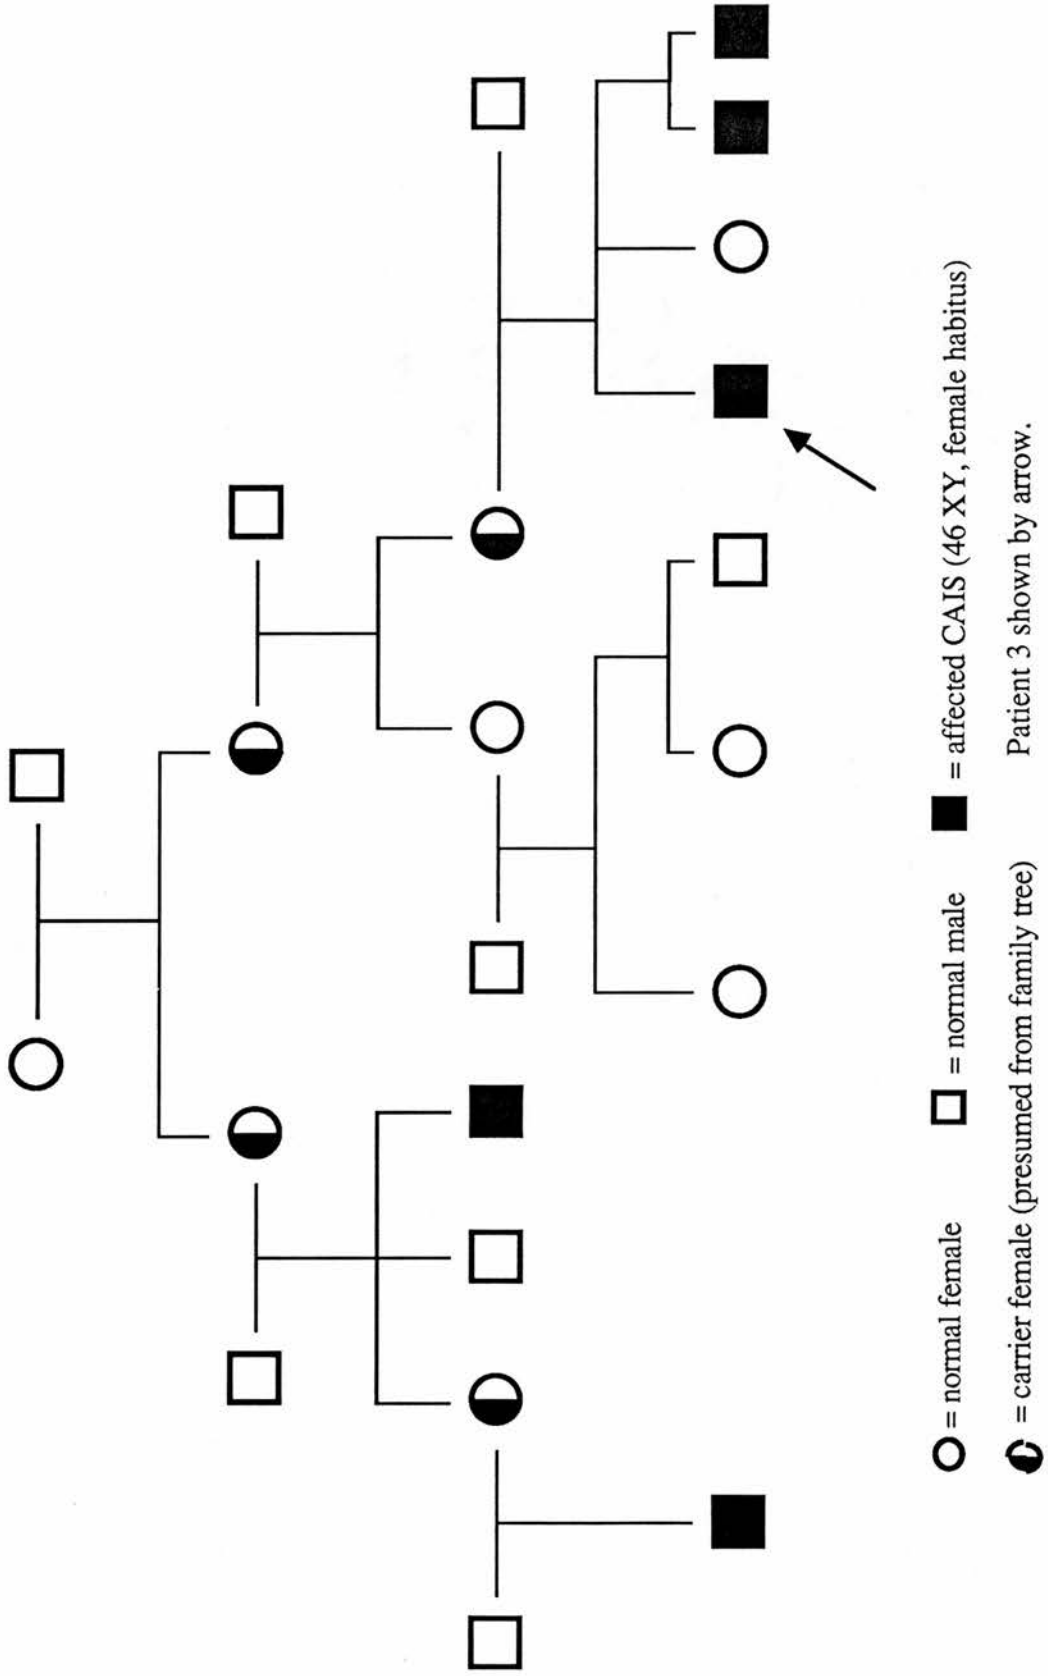 = normal female = normal male = affected CAIS (46 XY, female habitus)
= carrier female (presumed from family tree) Patient 3 shown by arrow.